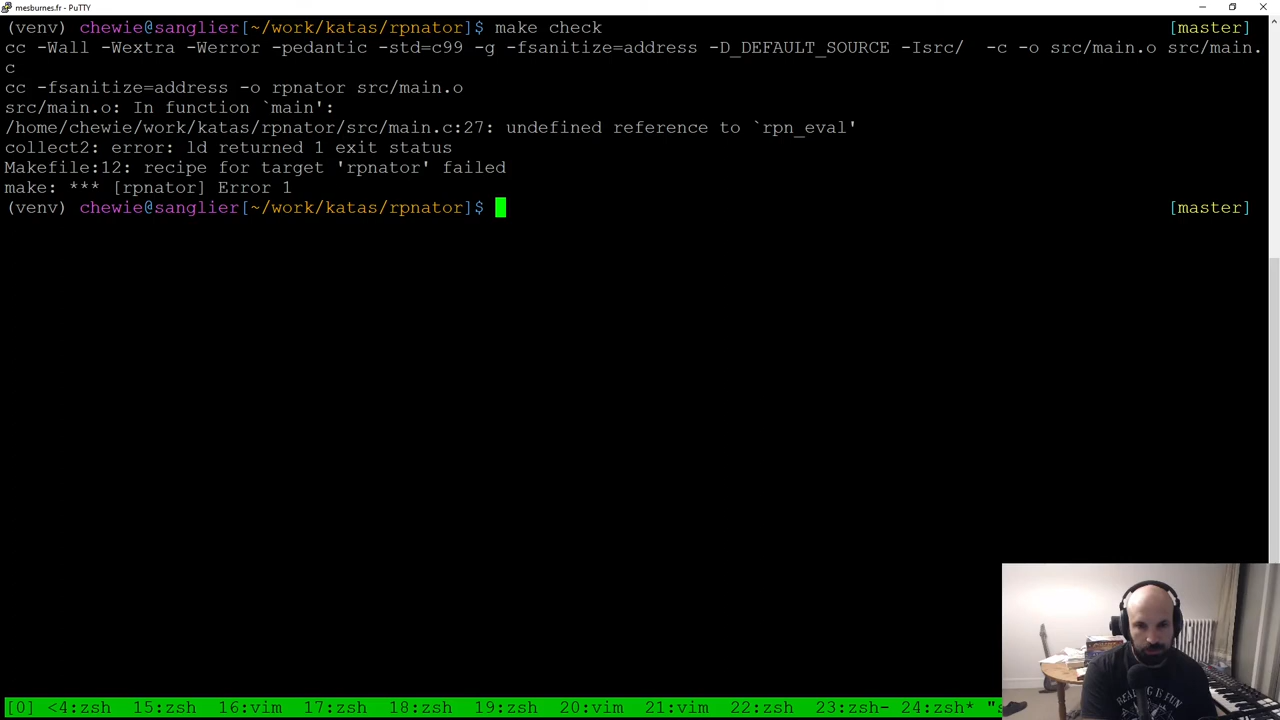 mesburnes.fr - PuTTY
(venv) chewie@sanglier[~/work/katas/rpnator]$ make check [master]
cc -Wall -Wextra -Werror -pedantic -std=c99 -g -fsanitize=address -D_DEFAULT_SOURCE -Isrc/  -c -o src/main.o src/main.
c
cc -fsanitize=address -o rpnator src/main.o
src/main.o: In function `main':
/home/chewie/work/katas/rpnator/src/main.c:27: undefined reference to `rpn_eval'
collect2: error: ld returned 1 exit status
Makefile:12: recipe for target 'rpnator' failed
make: *** [rpnator] Error 1
(venv) chewie@sanglier[~/work/katas/rpnator]$ [master]
[0] <4:zsh 15:zsh 16:vim 17:zsh 18:zsh 19:zsh 20:vim 21:vim 22:zsh 23:zsh- 24:zsh* "s